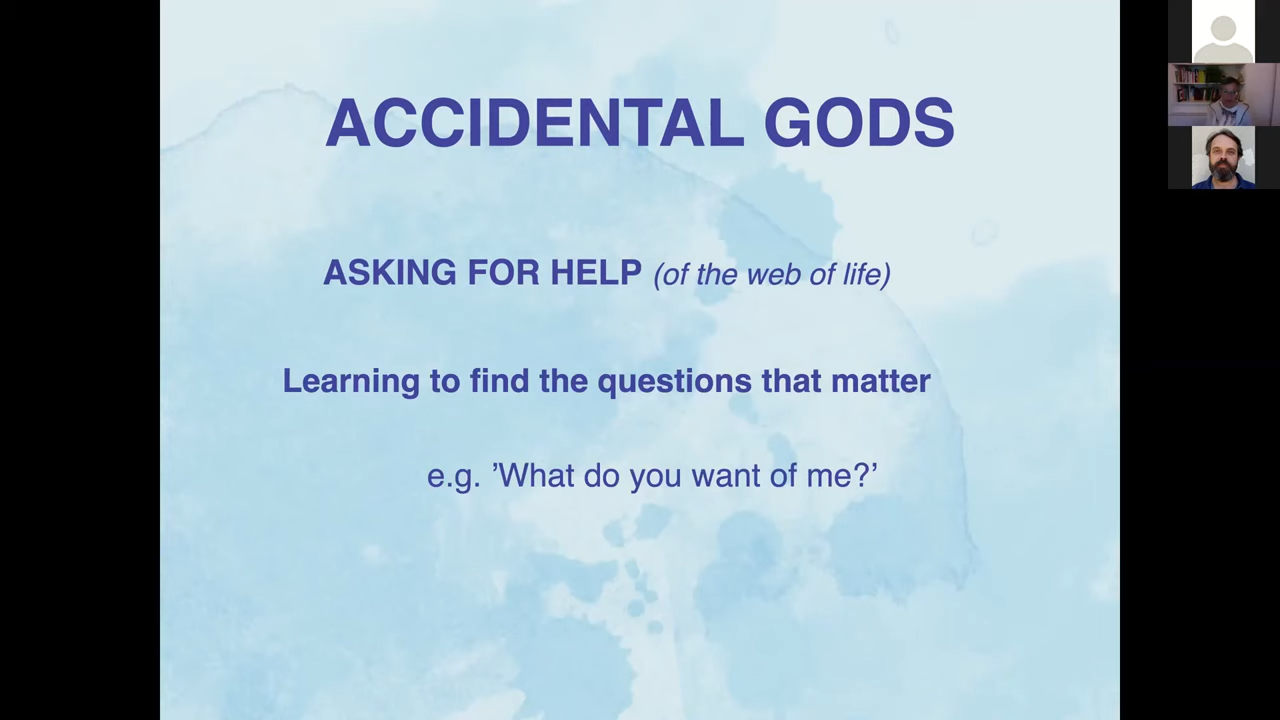 ACCIDENTAL GODS
ASKING FOR HELP (of the web of life)
Learning to find the questions that matter
e.g. ’What do you want of me?’